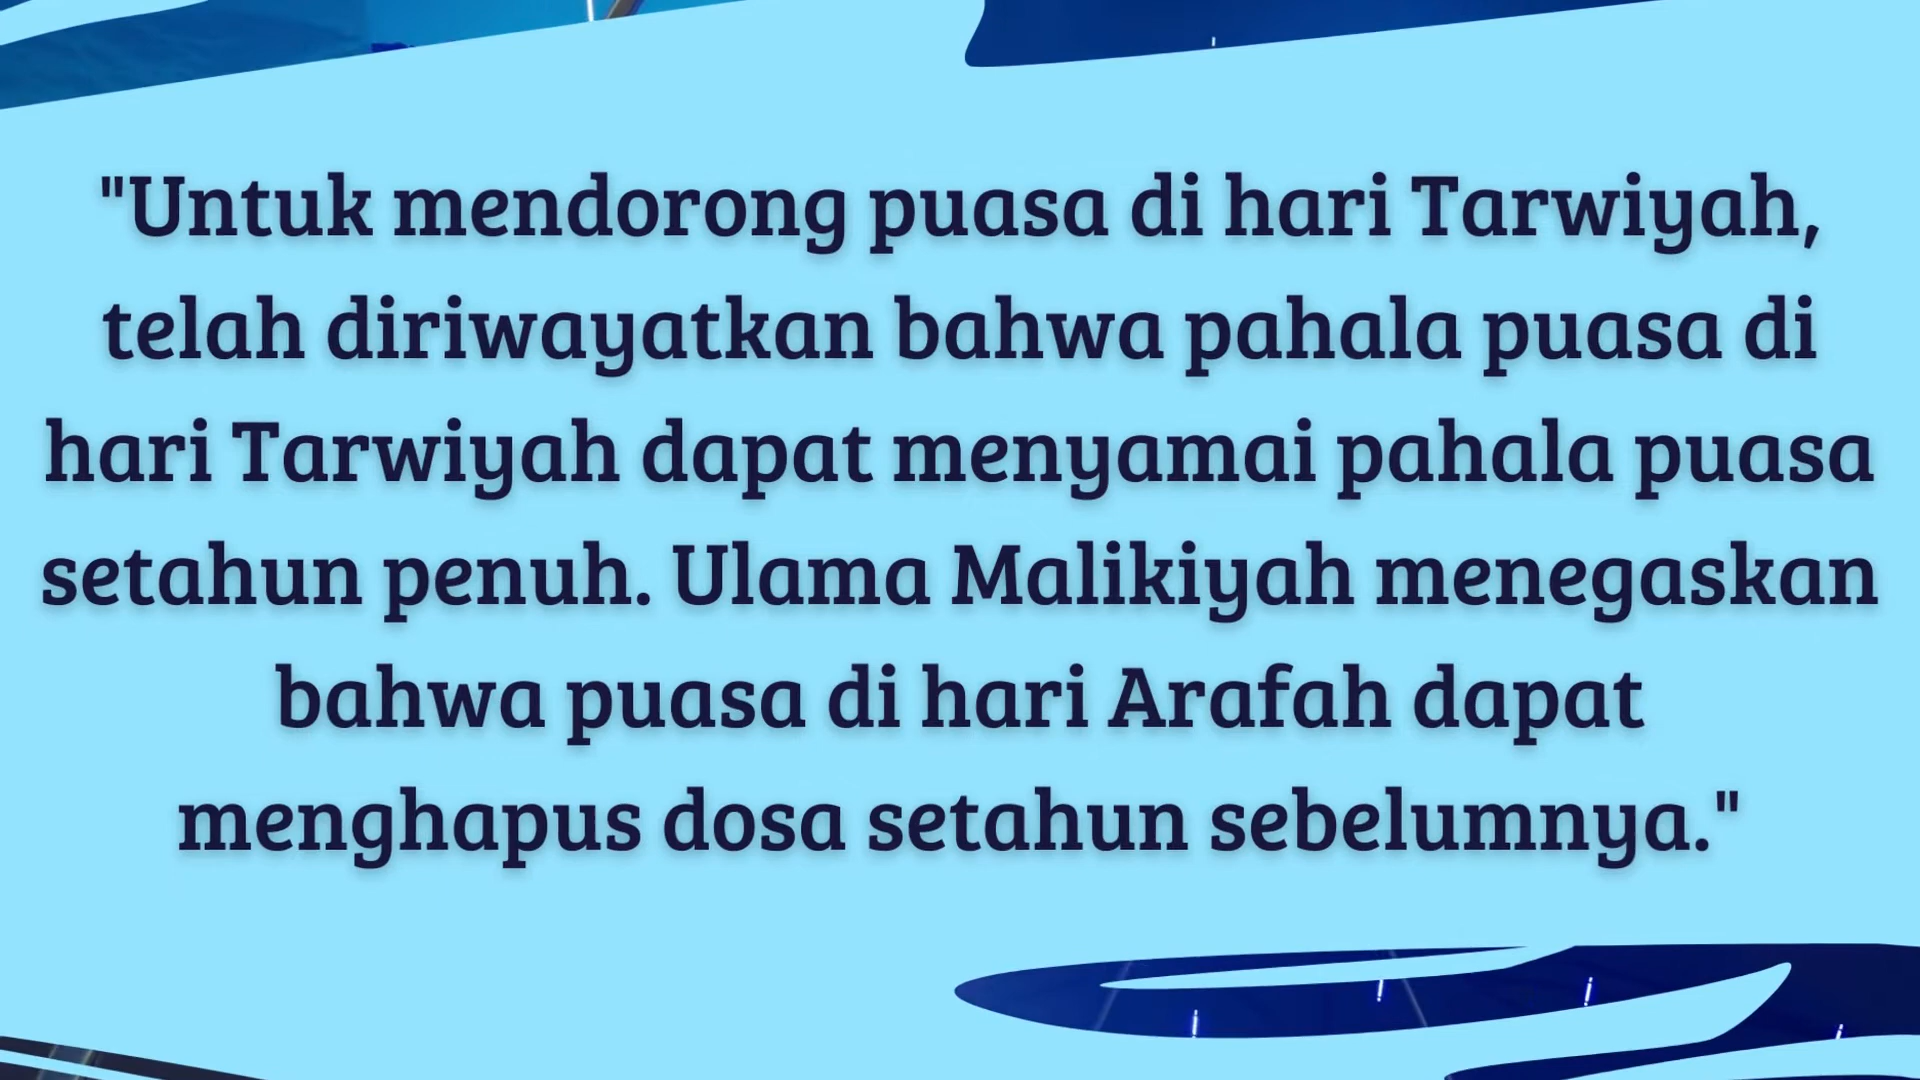 "Untuk mendorong puasa di hari Tarwiyah,
telah diriwayatkan bahwa pahala puasa di
hari Tarwiyah dapat menyamai pahala puasa
setahun penuh. Ulama Malikiyah menegaskan
bahwa puasa di hari Arafah dapat
menghapus dosa setahun sebelumnya."